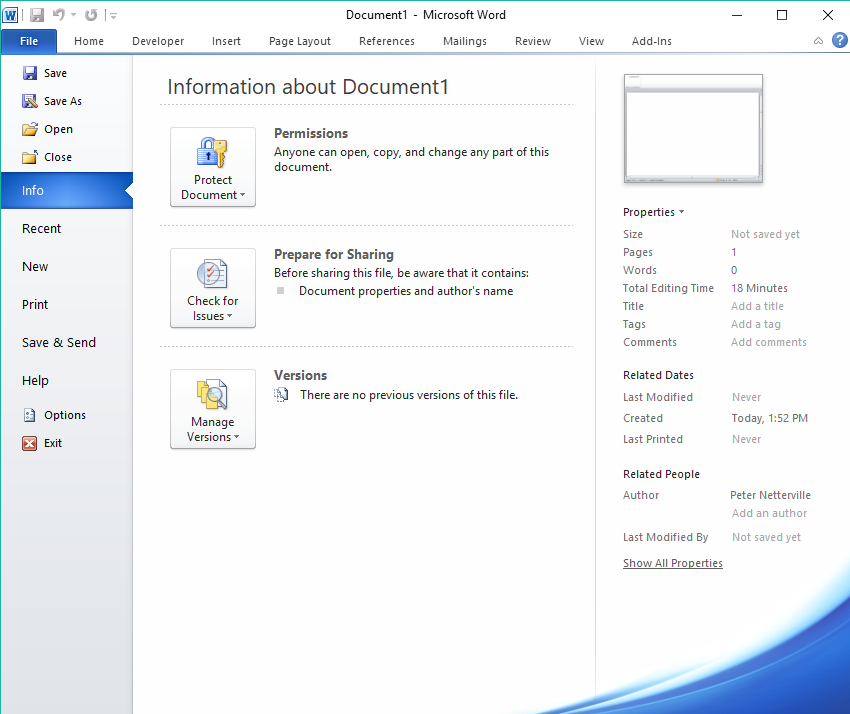 Document1 - Microsoft Word
File Home Developer Insert Page Layout References Mailings Review View Add-Ins
Save
Save As
Open
Close
Info
Recent
New
Print
Save & Send
Help
Options
Exit
Information about Document1
Protect
Document
Permissions
Anyone can open, copy, and change any part of this
document.
Check for
Issues
Prepare for Sharing
Before sharing this file, be aware that it contains:
Document properties and author's name
Manage
Versions
Versions
There are no previous versions of this file.
Properties
Size Not saved yet
Pages 1
Words 0
Total Editing Time 18 Minutes
Title Add a title
Tags Add a tag
Comments Add comments
Related Dates
Last Modified Never
Created Today, 1:52 PM
Last Printed Never
Related People
Author Peter Netterville
Add an author
Last Modified By Not saved yet
Show All Properties